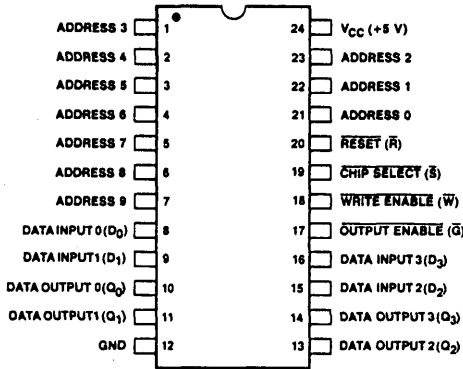 ADDRESS 3 1 24 VCC (+5 V)
ADDRESS 4 2 23 ADDRESS 2
ADDRESS 5 3 22 ADDRESS 1
ADDRESS 6 4 21 ADDRESS 0
ADDRESS 7 5 20 RESET (R̅)
ADDRESS 8 6 19 CHIP SELECT (S̅)
ADDRESS 9 7 18 WRITE ENABLE (W̅)
DATA INPUT 0(D0) 8 17 OUTPUT ENABLE (G̅)
DATA INPUT1(D1) 9 16 DATA INPUT 3(D3)
DATA OUTPUT 0(Q0) 10 15 DATA INPUT 2(D2)
DATA OUTPUT1(Q1) 11 14 DATA OUTPUT 3(Q3)
GND 12 13 DATA OUTPUT 2(Q2)